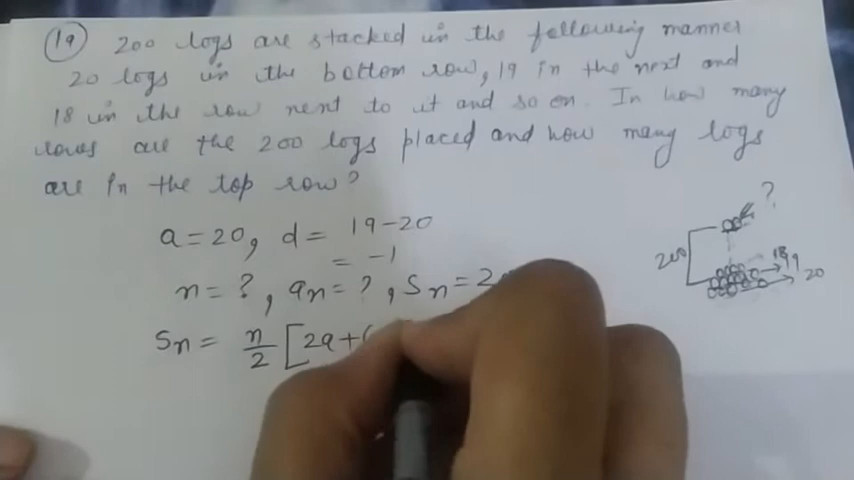 19 200 logs are stacked in the following manner
20 logs in the bottom row, 19 in the next and
18 in the row next to it and so on. In how many
rows are the 200 logs placed and how many logs
are in the top row?
a = 20, d = 19-20
= -1
n = ?, an = ?, Sn = 2
Sn = n/2 [2a+(
?
200
18
19
20